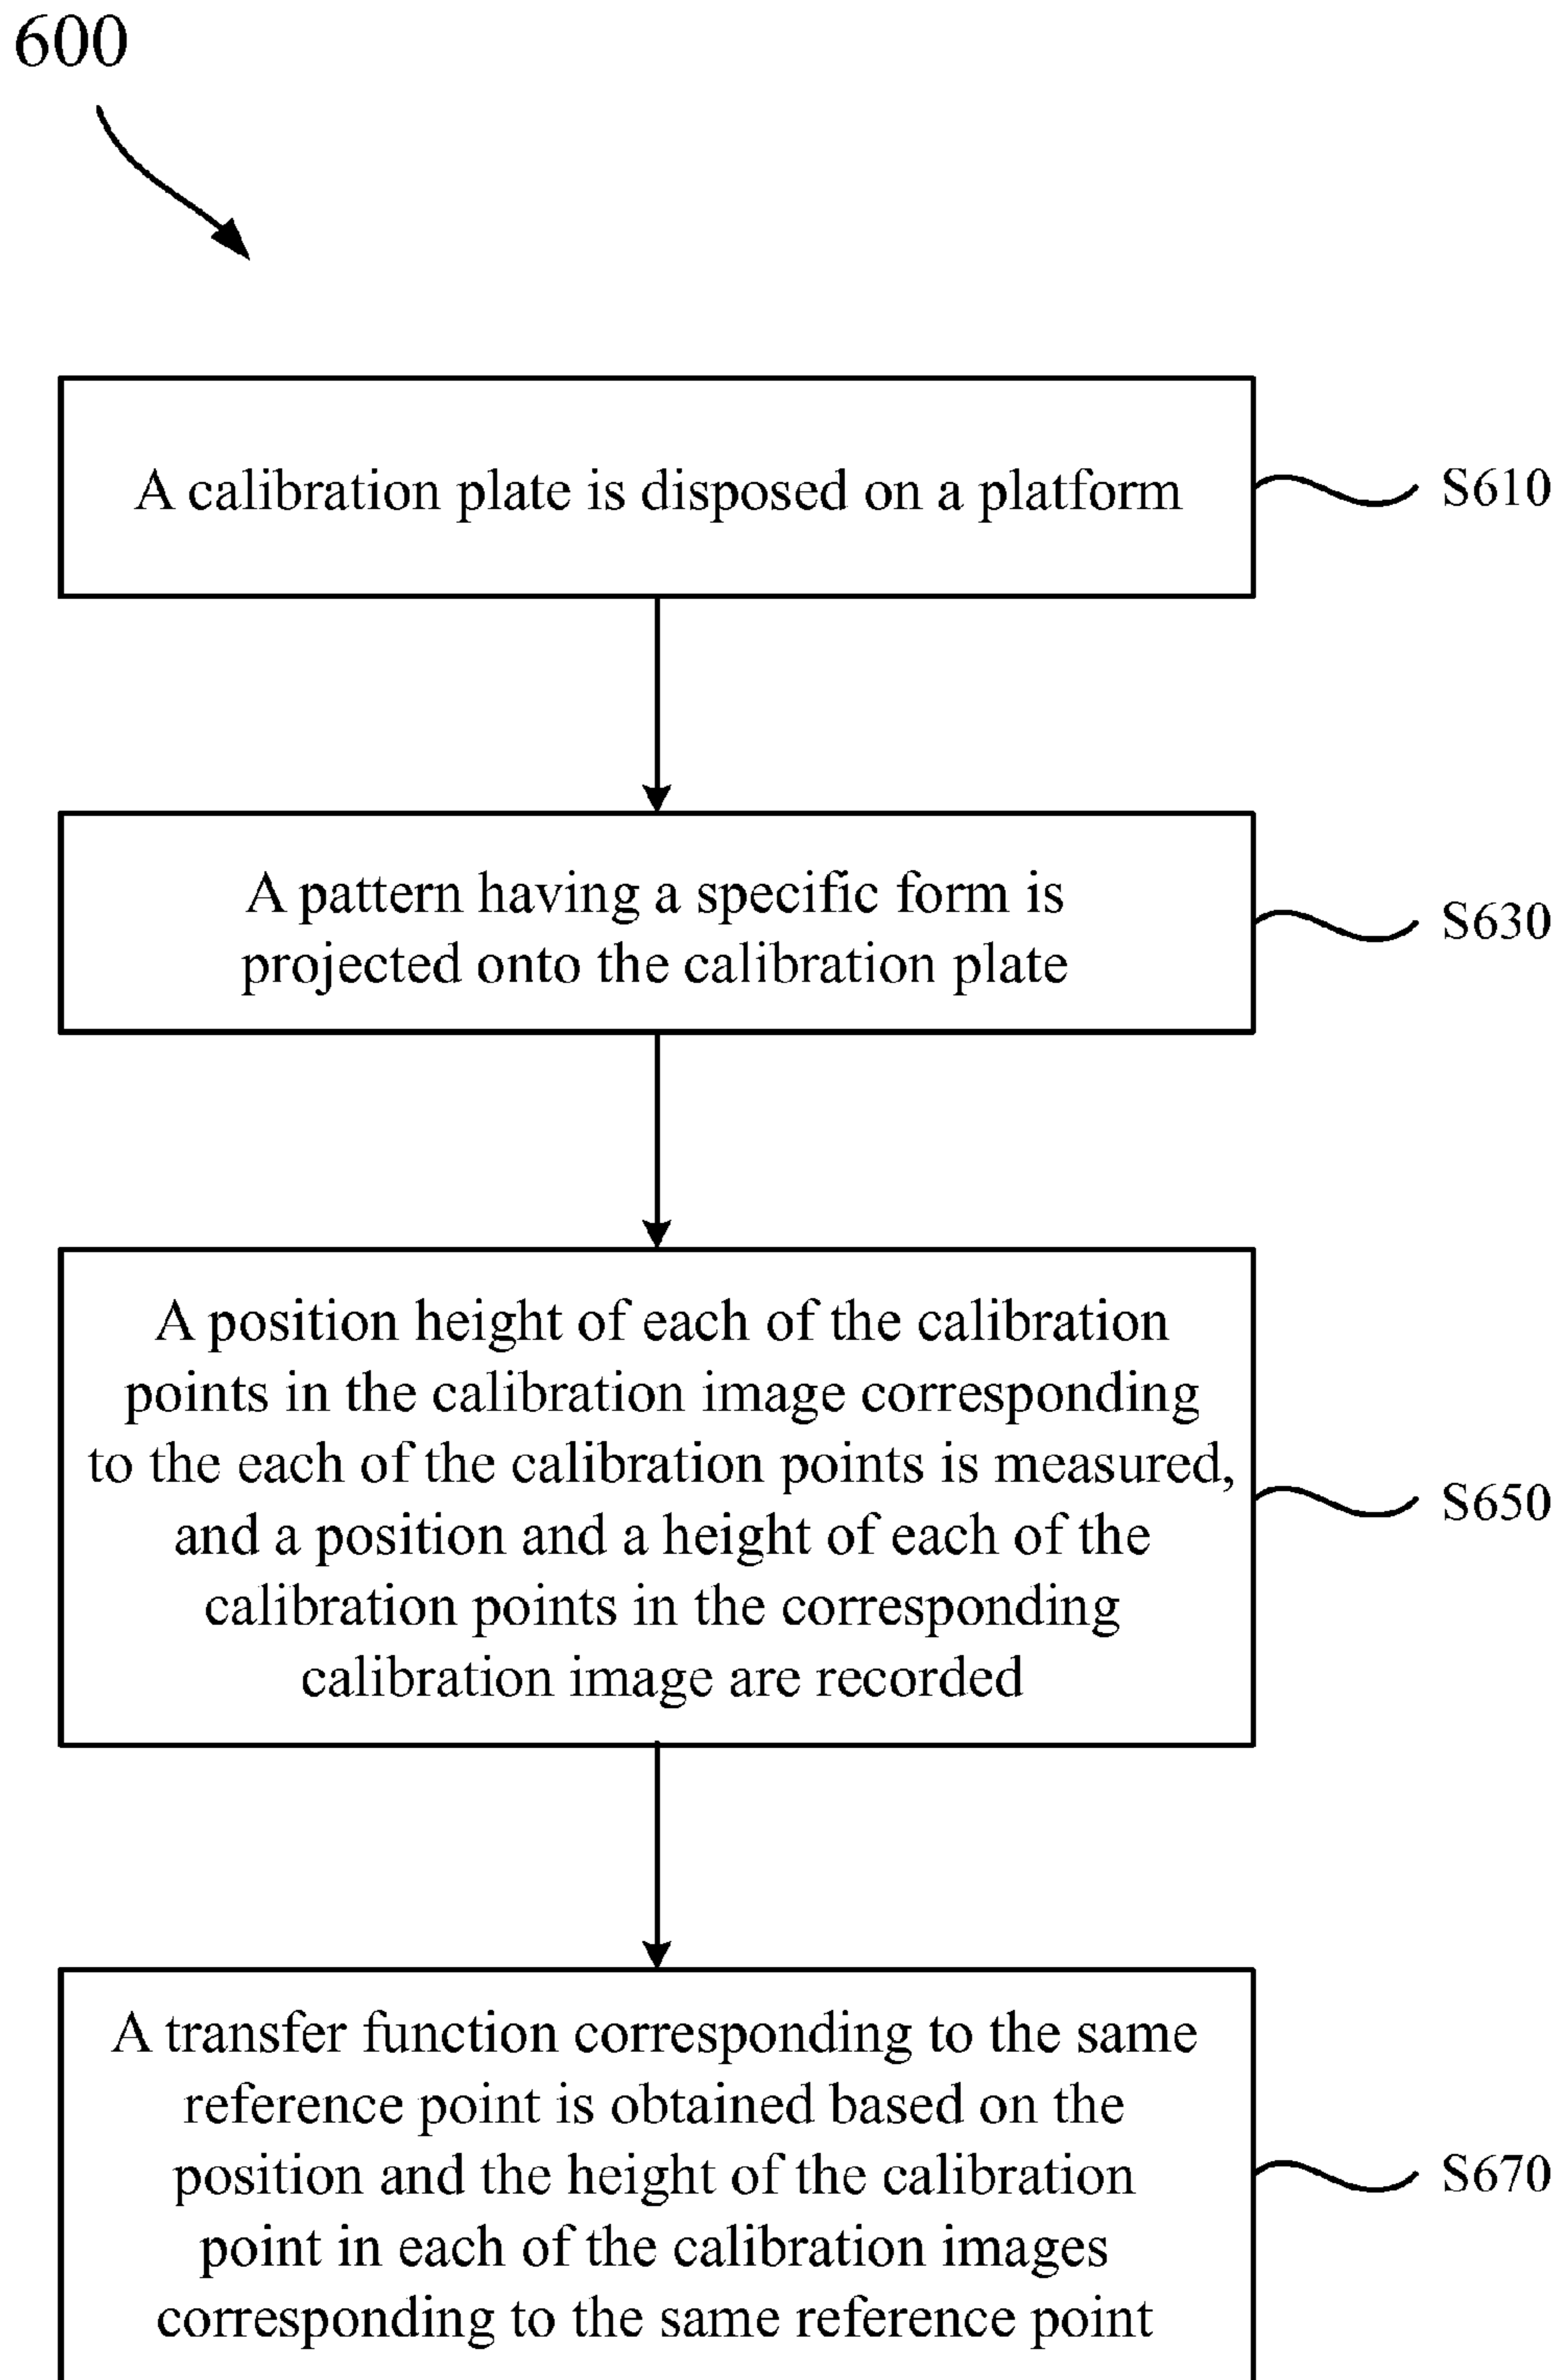 600
A calibration plate is disposed on a platform
S610
A pattern having a specific form is
projected onto the calibration plate
S630
A position height of each of the calibration
points in the calibration image corresponding
to the each of the calibration points is measured,
and a position and a height of each of the
calibration points in the corresponding
calibration image are recorded
S650
A transfer function corresponding to the same
reference point is obtained based on the
position and the height of the calibration
point in each of the calibration images
corresponding to the same reference point
S670